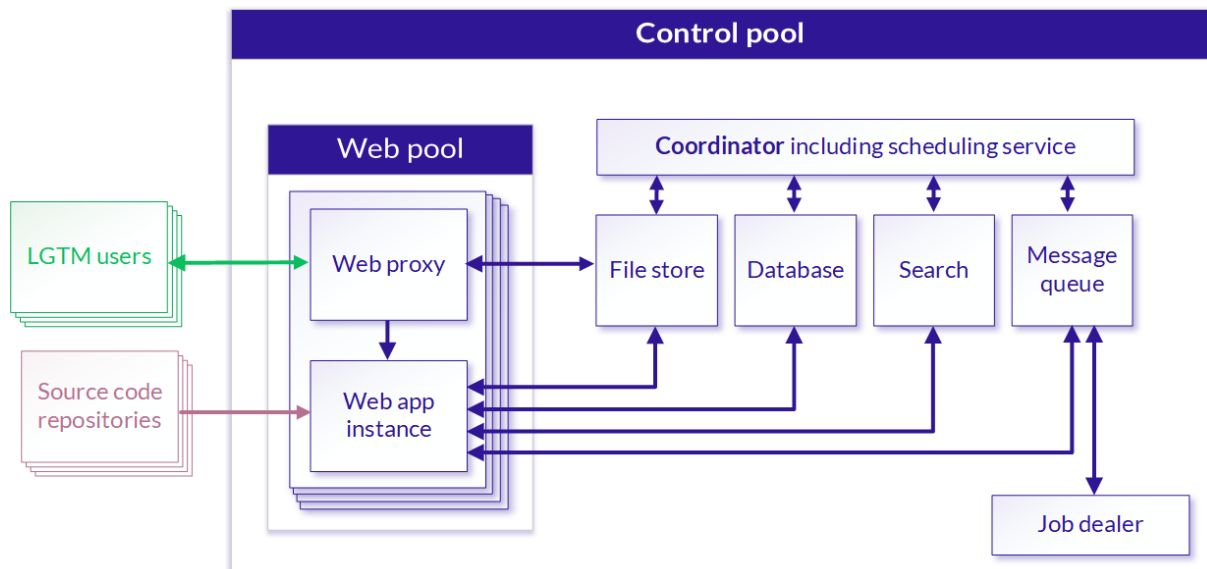 Control pool
Web pool
Coordinator including scheduling service
LGTM users
Web proxy
File store
Database
Search
Message
queue
Source code
repositories
Web app
instance
Job dealer